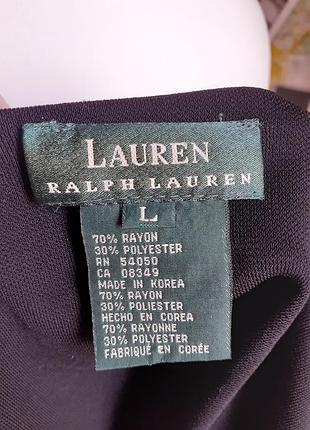 LAUREN
RALPH LAUREN
L
70% RAYON
30% POLYESTER
RN 54050
CA 08349
MADE IN KOREA
70% RAYON
30% POLIESTER
HECHO EN COREA
70% RAYONNE
30% POLYESTER
FABRIQUÉ EN CORÉE